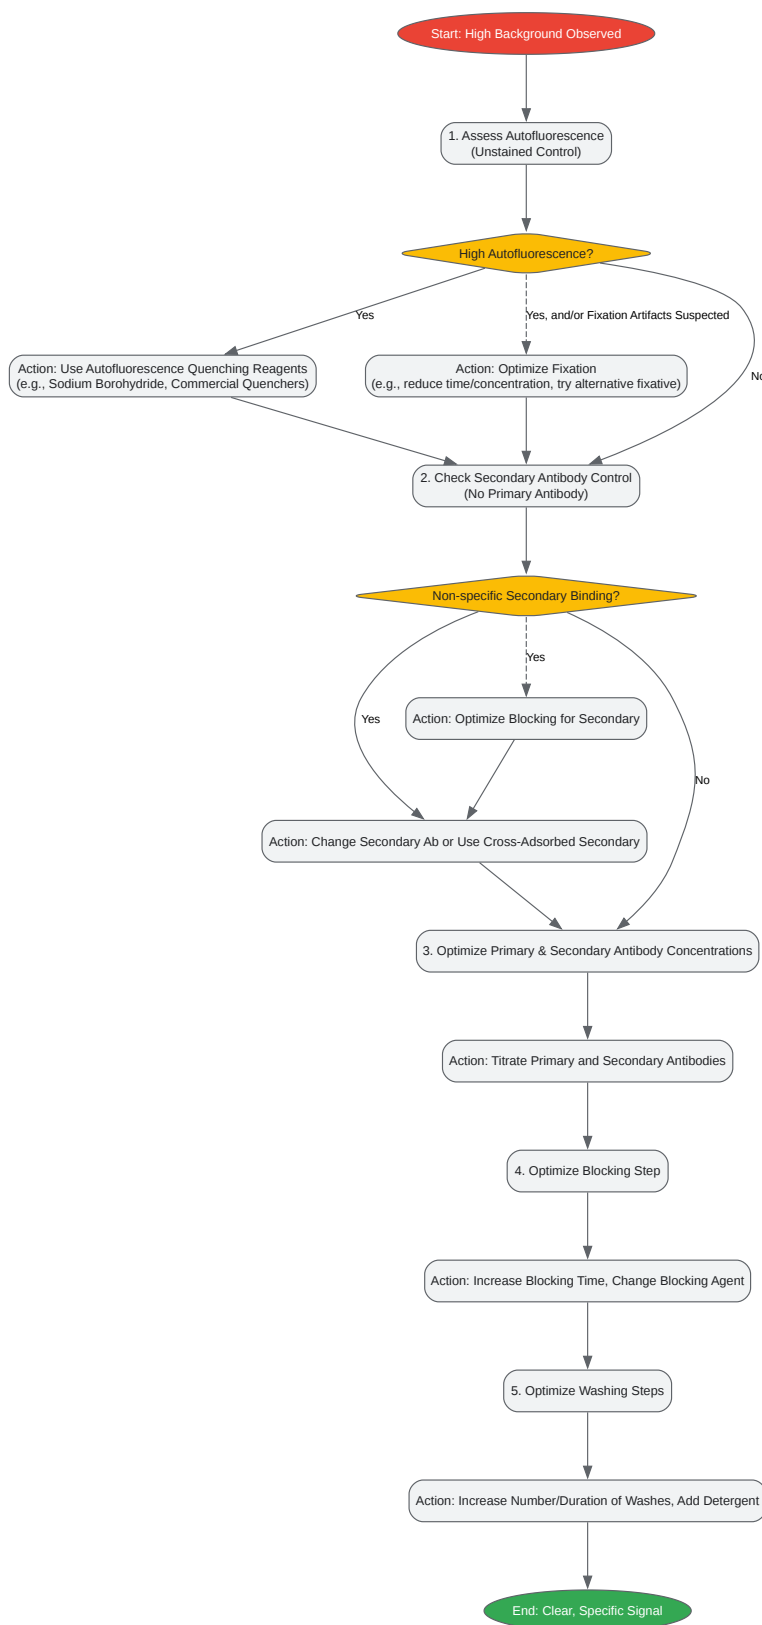 Start: High Background Observed
1. Assess Autofluorescence
(Unstained Control)
High Autofluorescence?
Yes
Yes, and/or Fixation Artifacts Suspected
No
Action: Use Autofluorescence Quenching Reagents
(e.g., Sodium Borohydride, Commercial Quenchers)
Action: Optimize Fixation
(e.g., reduce time/concentration, try alternative fixative)
2. Check Secondary Antibody Control
(No Primary Antibody)
Non-specific Secondary Binding?
Yes
Yes
Action: Optimize Blocking for Secondary
No
Action: Change Secondary Ab or Use Cross-Adsorbed Secondary
3. Optimize Primary & Secondary Antibody Concentrations
Action: Titrate Primary and Secondary Antibodies
4. Optimize Blocking Step
Action: Increase Blocking Time, Change Blocking Agent
5. Optimize Washing Steps
Action: Increase Number/Duration of Washes, Add Detergent
End: Clear, Specific Signal